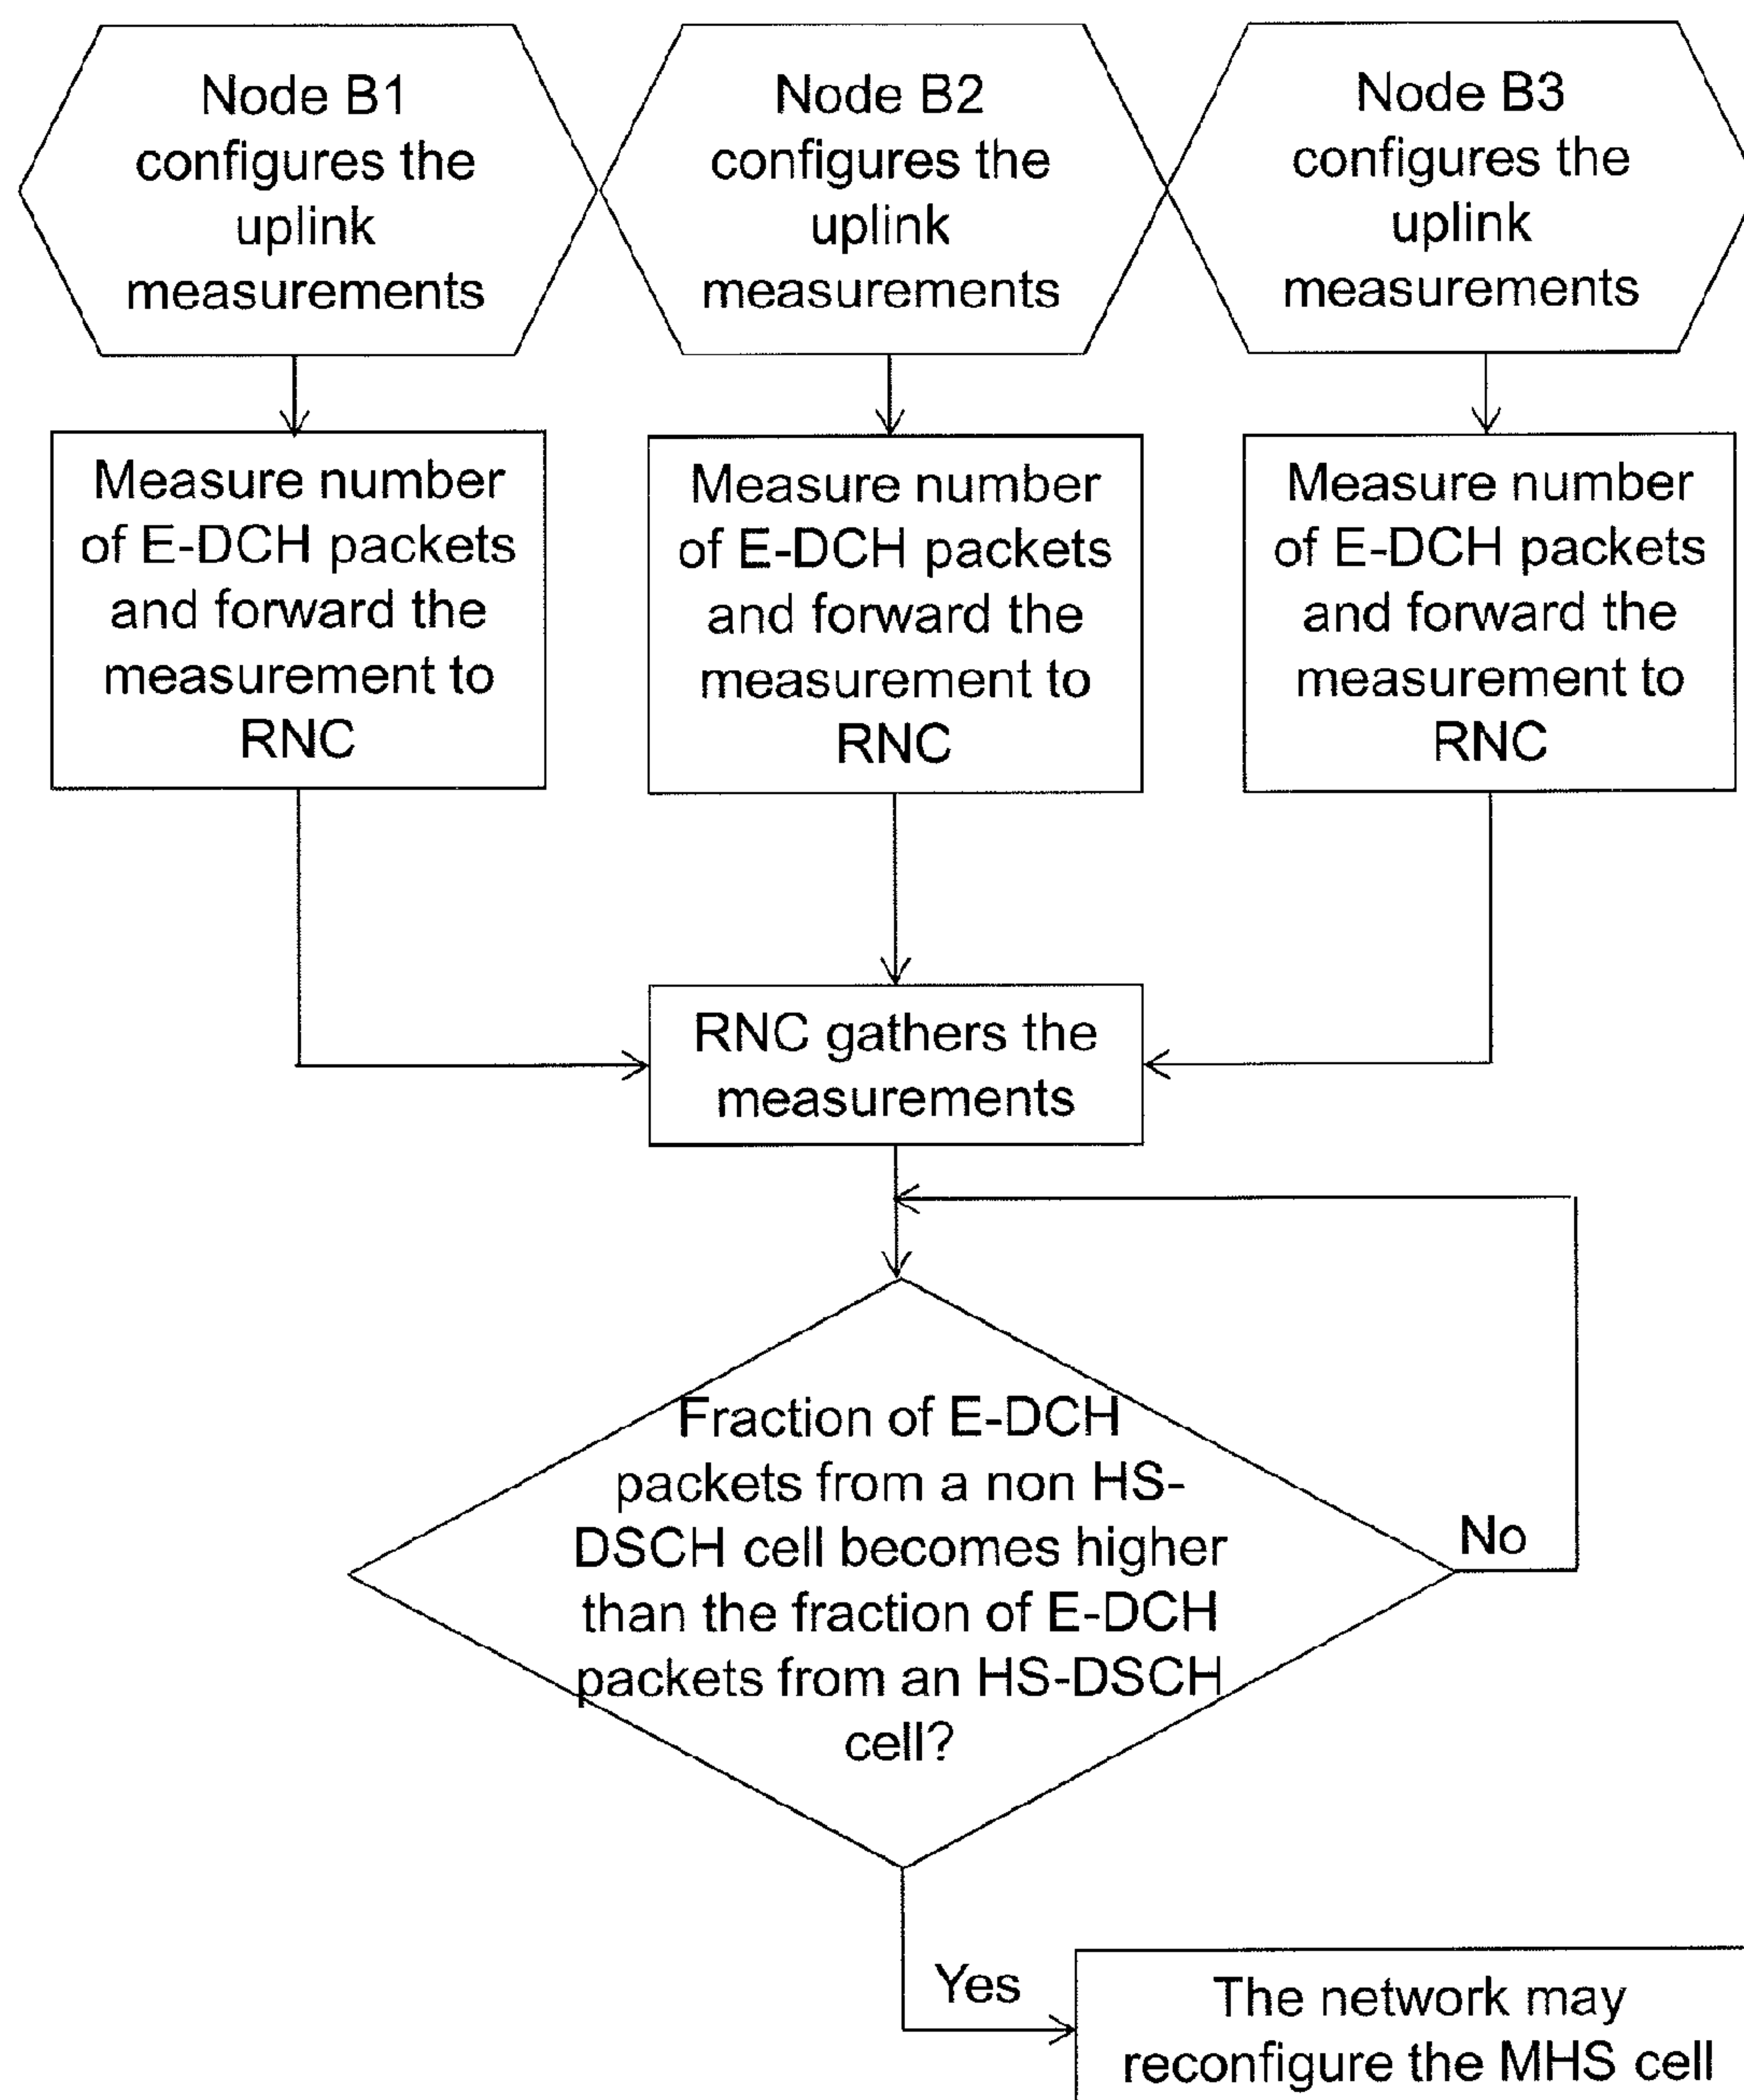 Node B1
configures the
uplink
measurements
Node B2
configures the
uplink
measurements
Node B3
configures the
uplink
measurements
Measure number
of E-DCH packets
and forward the
measurement to
RNC
Measure number
of E-DCH packets
and forward the
measurement to
RNC
Measure number
of E-DCH packets
and forward the
measurement to
RNC
RNC gathers the
measurements
Fraction of E-DCH
packets from a non HS-
DSCH cell becomes higher
than the fraction of E-DCH
packets from an HS-DSCH
cell?
No
Yes
The network may
reconfigure the MHS cell